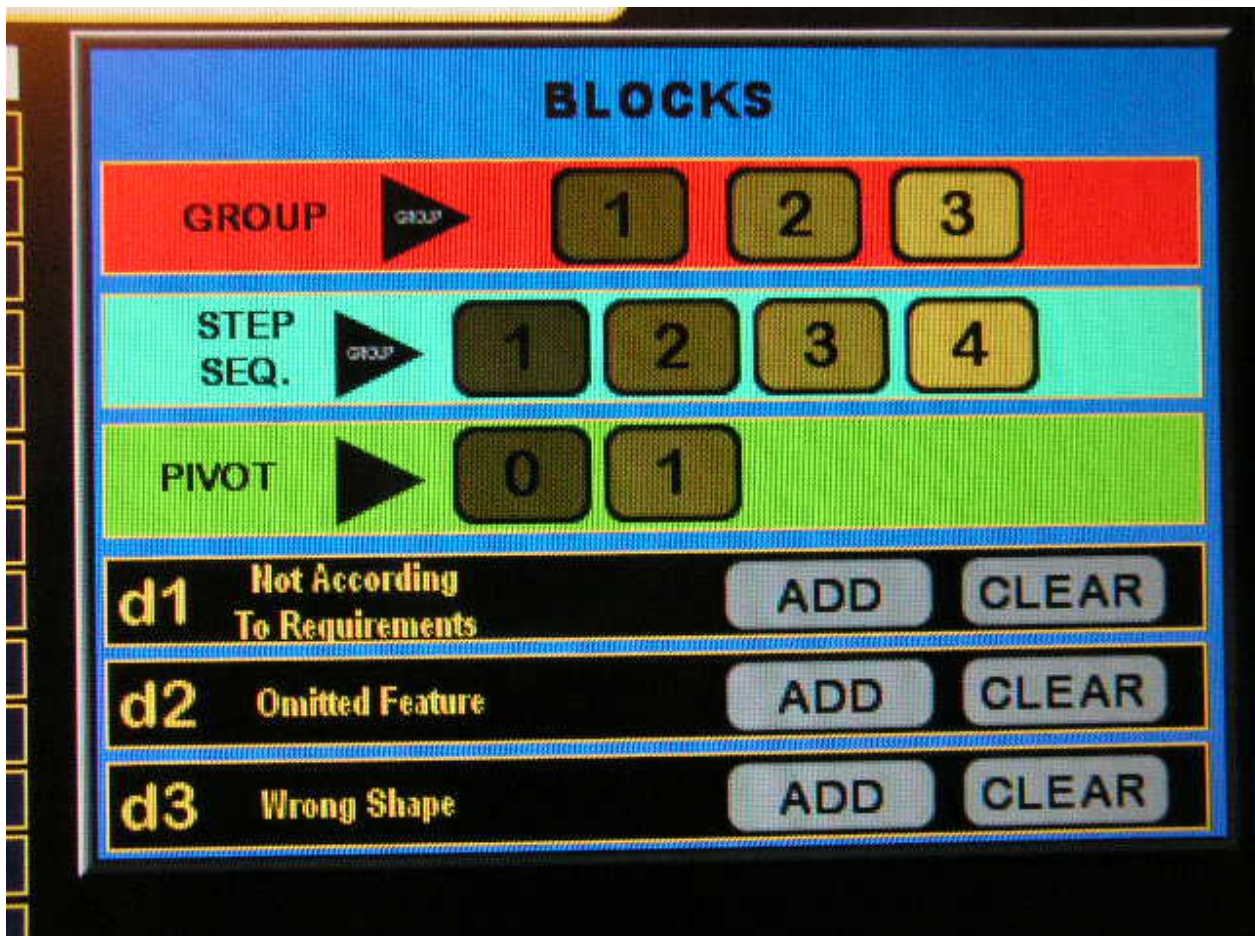 BLOCKS
GROUP GROUP 1 2 3
STEP
SEQ. GROUP 1 2 3 4
PIVOT 0 1
d1 Not According
To Requirements ADD CLEAR
d2 Omitted Feature ADD CLEAR
d3 Wrong Shape ADD CLEAR